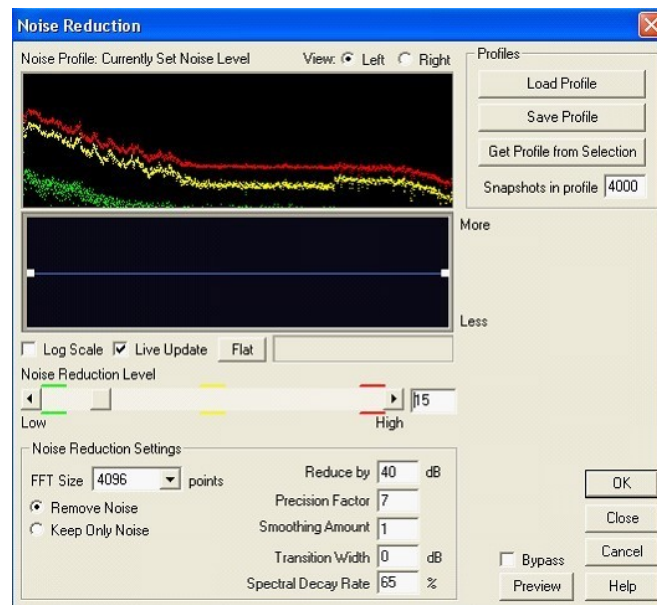 Noise Reduction
Noise Profile: Currently Set Noise Level
View: Left Right
Profiles
Load Profile
Save Profile
Get Profile from Selection
Snapshots in profile 4000
More
Less
Log Scale Live Update Flat
Noise Reduction Level
15
Low High
Noise Reduction Settings
FFT Size 4096 points
Remove Noise
Keep Only Noise
Reduce by 40 dB
Precision Factor 7
Smoothing Amount 1
Transition Width 0 dB
Spectral Decay Rate 65 %
Bypass
Preview
OK
Close
Cancel
Help